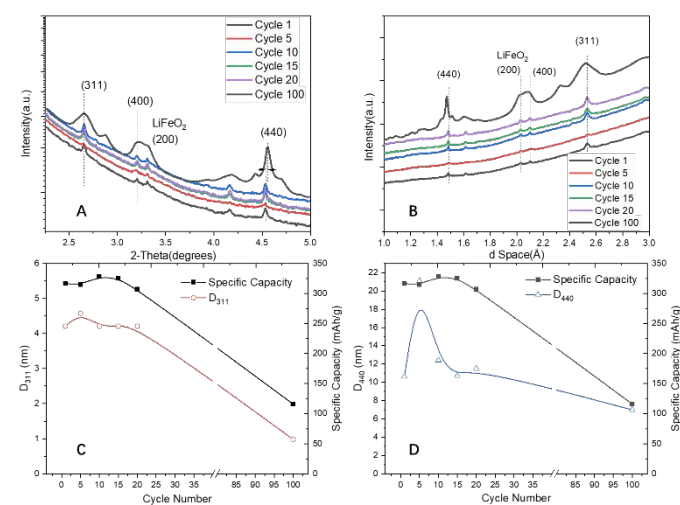 Cycle 1
Cycle 5
Cycle 10
Cycle 15
Cycle 20
Cycle 100
(311)
(400)
LiFeO2
(200)
(440)
Intensity(a.u.)
A
2.5 3.0 3.5 4.0 4.5 5.0
2-Theta(degrees)
(311)
LiFeO2
(200)
(400)
(440)
Intensity(a.u.)
Cycle 1
Cycle 5
Cycle 10
Cycle 15
Cycle 20
Cycle 100
B
1.0 1.2 1.4 1.6 1.8 2.0 2.2 2.4 2.6 2.8 3.0
d Space(Å)
Specific Capacity
D311
D311 (nm)
6
5
4
3
2
1
0
350
300
250
200
150
100
50
0
Specific Capacity (mAh/g)
C
0 5 10 15 20 25 30 35 85 90 95 100
Cycle Number
Specific Capacity
D440
D440 (nm)
22
20
18
16
14
12
10
8
6
4
2
0
350
300
250
200
150
100
50
0
Specific Capacity (mAh/g)
D
0 5 10 15 20 25 30 35 85 90 95 100
Cycle Number